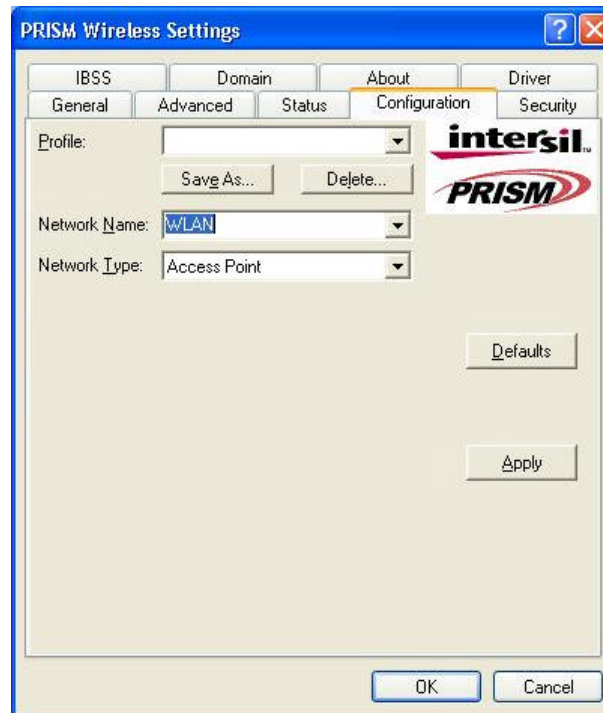 PRISM Wireless Settings
IBSS Domain About Driver
General Advanced Status Configuration Security
Profile:
intersil
Save As... Delete...
PRISM
Network Name: WLAN
Network Type: Access Point
Defaults
Apply
OK Cancel